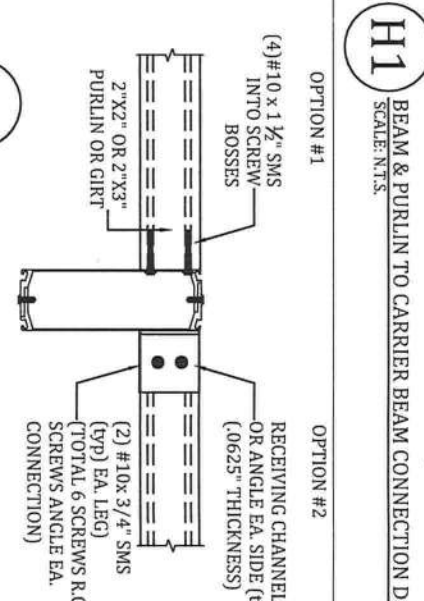 H1
BEAM & PURLIN TO CARRIER BEAM CONNECTION
SCALE: N.T.S.
OPTION #1
(4)#10 x 1 ½" SMS
INTO SCREW
BOSSES
2"X2" OR 2"X3"
PURLIN OR GIRT
OPTION #2
RECEIVING CHANNEL
OR ANGLE EA. SIDE
(.0625" THICKNESS)
(2) #10x 3/4" SMS
(typ) EA. LEG)
(TOTAL 6 SCREWS
SCREWS ANGLE EA.
CONNECTION)